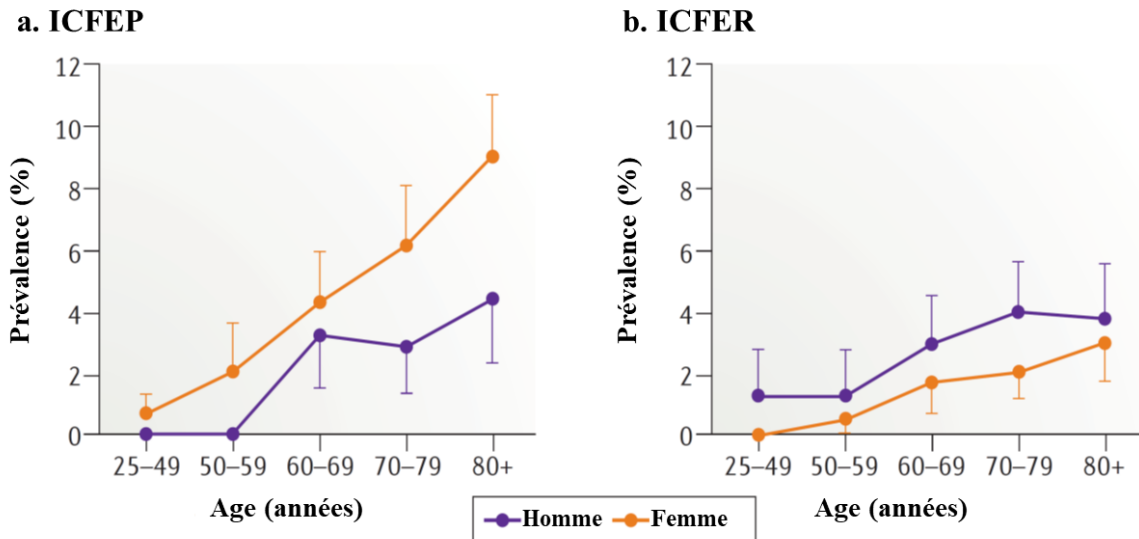 a. ICFEP
12
10
8
6
4
2
0
Prévalence (%)
25–49 50–59 60–69 70–79 80+
Age (années)
b. ICFER
12
10
8
6
4
2
0
Prévalence (%)
25–49 50–59 60–69 70–79 80+
Age (années)
Homme Femme